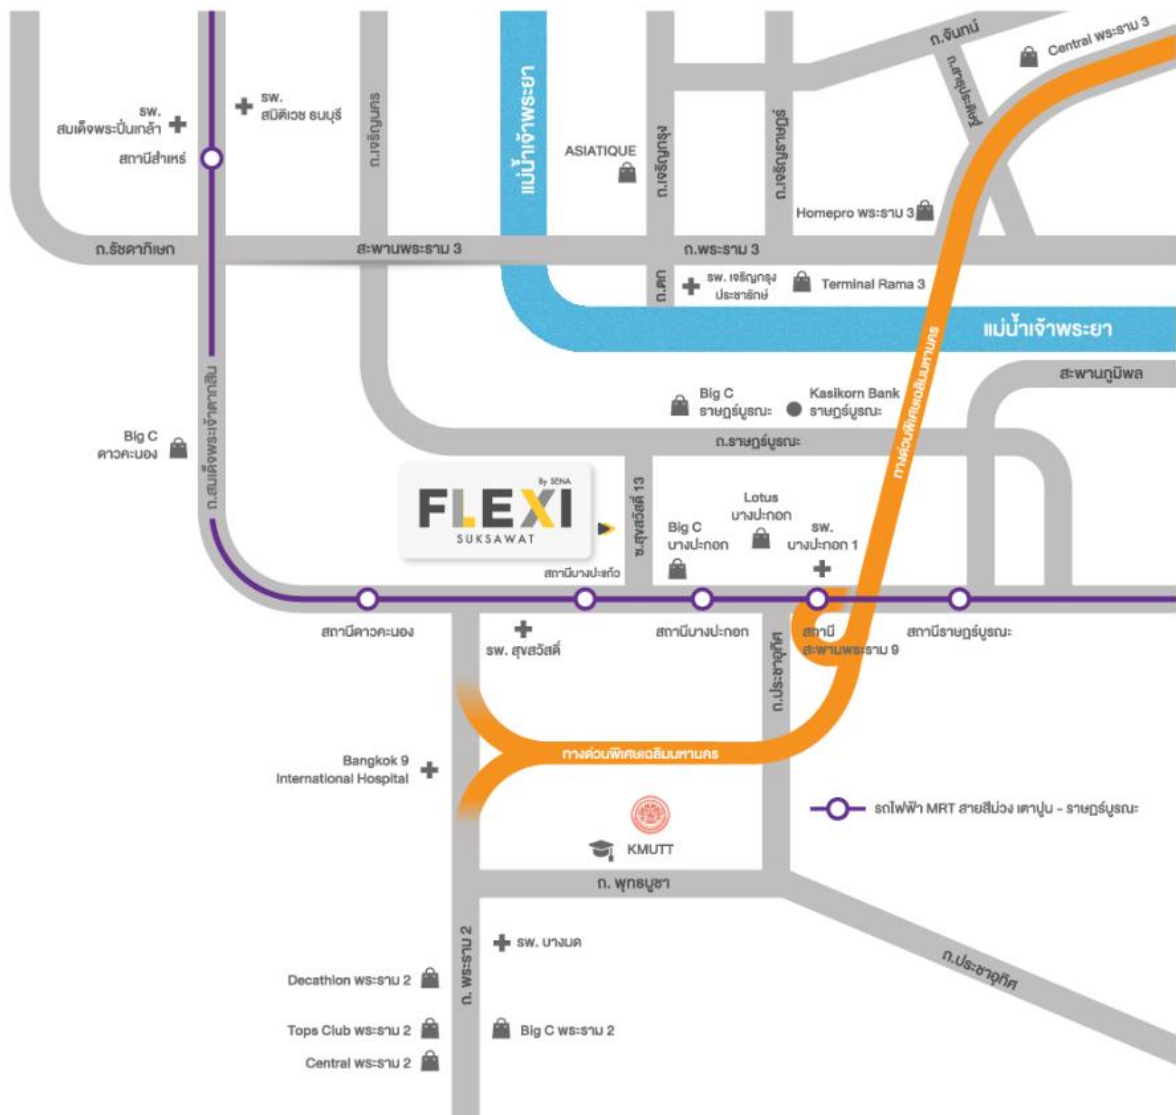 ถ.จันทน์
Central พระราม 3
ถ.สาธุประดิษฐ์
รพ.
สมเด็จพระปิ่นเกล้า
รพ.
สมิติเวช ธนบุรี
สถานีสำเหร่
ถ.เจริญนคร
แม่น้ำเจ้าพระยา
ASIATIQUE
ถ.เจริญกรุง
ถ.เจริญราษฎร์
Homepro พระราม 3
ถ.รัชดาภิเษก
สะพานพระราม 3
ถ.พระราม 3
ถ.ตก
รพ. เจริญกรุง
ประชารักษ์
Terminal Rama 3
แม่น้ำเจ้าพระยา
สะพานภูมิพล
ทางด่วนพิเศษเฉลิมมหานคร
ถ.สมเด็จพระเจ้าตากสิน
Big C
ราษฎร์บูรณะ
Kasikorn Bank
ราษฎร์บูรณะ
Big C
ดาวคะนอง
ถ.ราษฎร์บูรณะ
By SENA
FLEXI
SUKSAWAT
ซ.สุขสวัสดิ์ 13
Big C
บางปะกอก
Lotus
บางปะกอก
รพ.
บางปะกอก 1
สถานีบางปะแก้ว
สถานีดาวคะนอง
รพ. สุขสวัสดิ์
สถานีบางปะกอก
สถานี
สะพานพระราม 9
สถานีราษฎร์บูรณะ
ถ.ประชาอุทิศ
ทางด่วนพิเศษเฉลิมมหานคร
Bangkok 9
International Hospital
รถไฟฟ้า MRT สายสีม่วง เตาปูน - ราษฎร์บูรณะ
KMUTT
ถ. พุทธบูชา
ถ. พระราม 2
รพ. บางมด
ถ.ประชาอุทิศ
Decathlon พระราม 2
Tops Club พระราม 2
Big C พระราม 2
Central พระราม 2